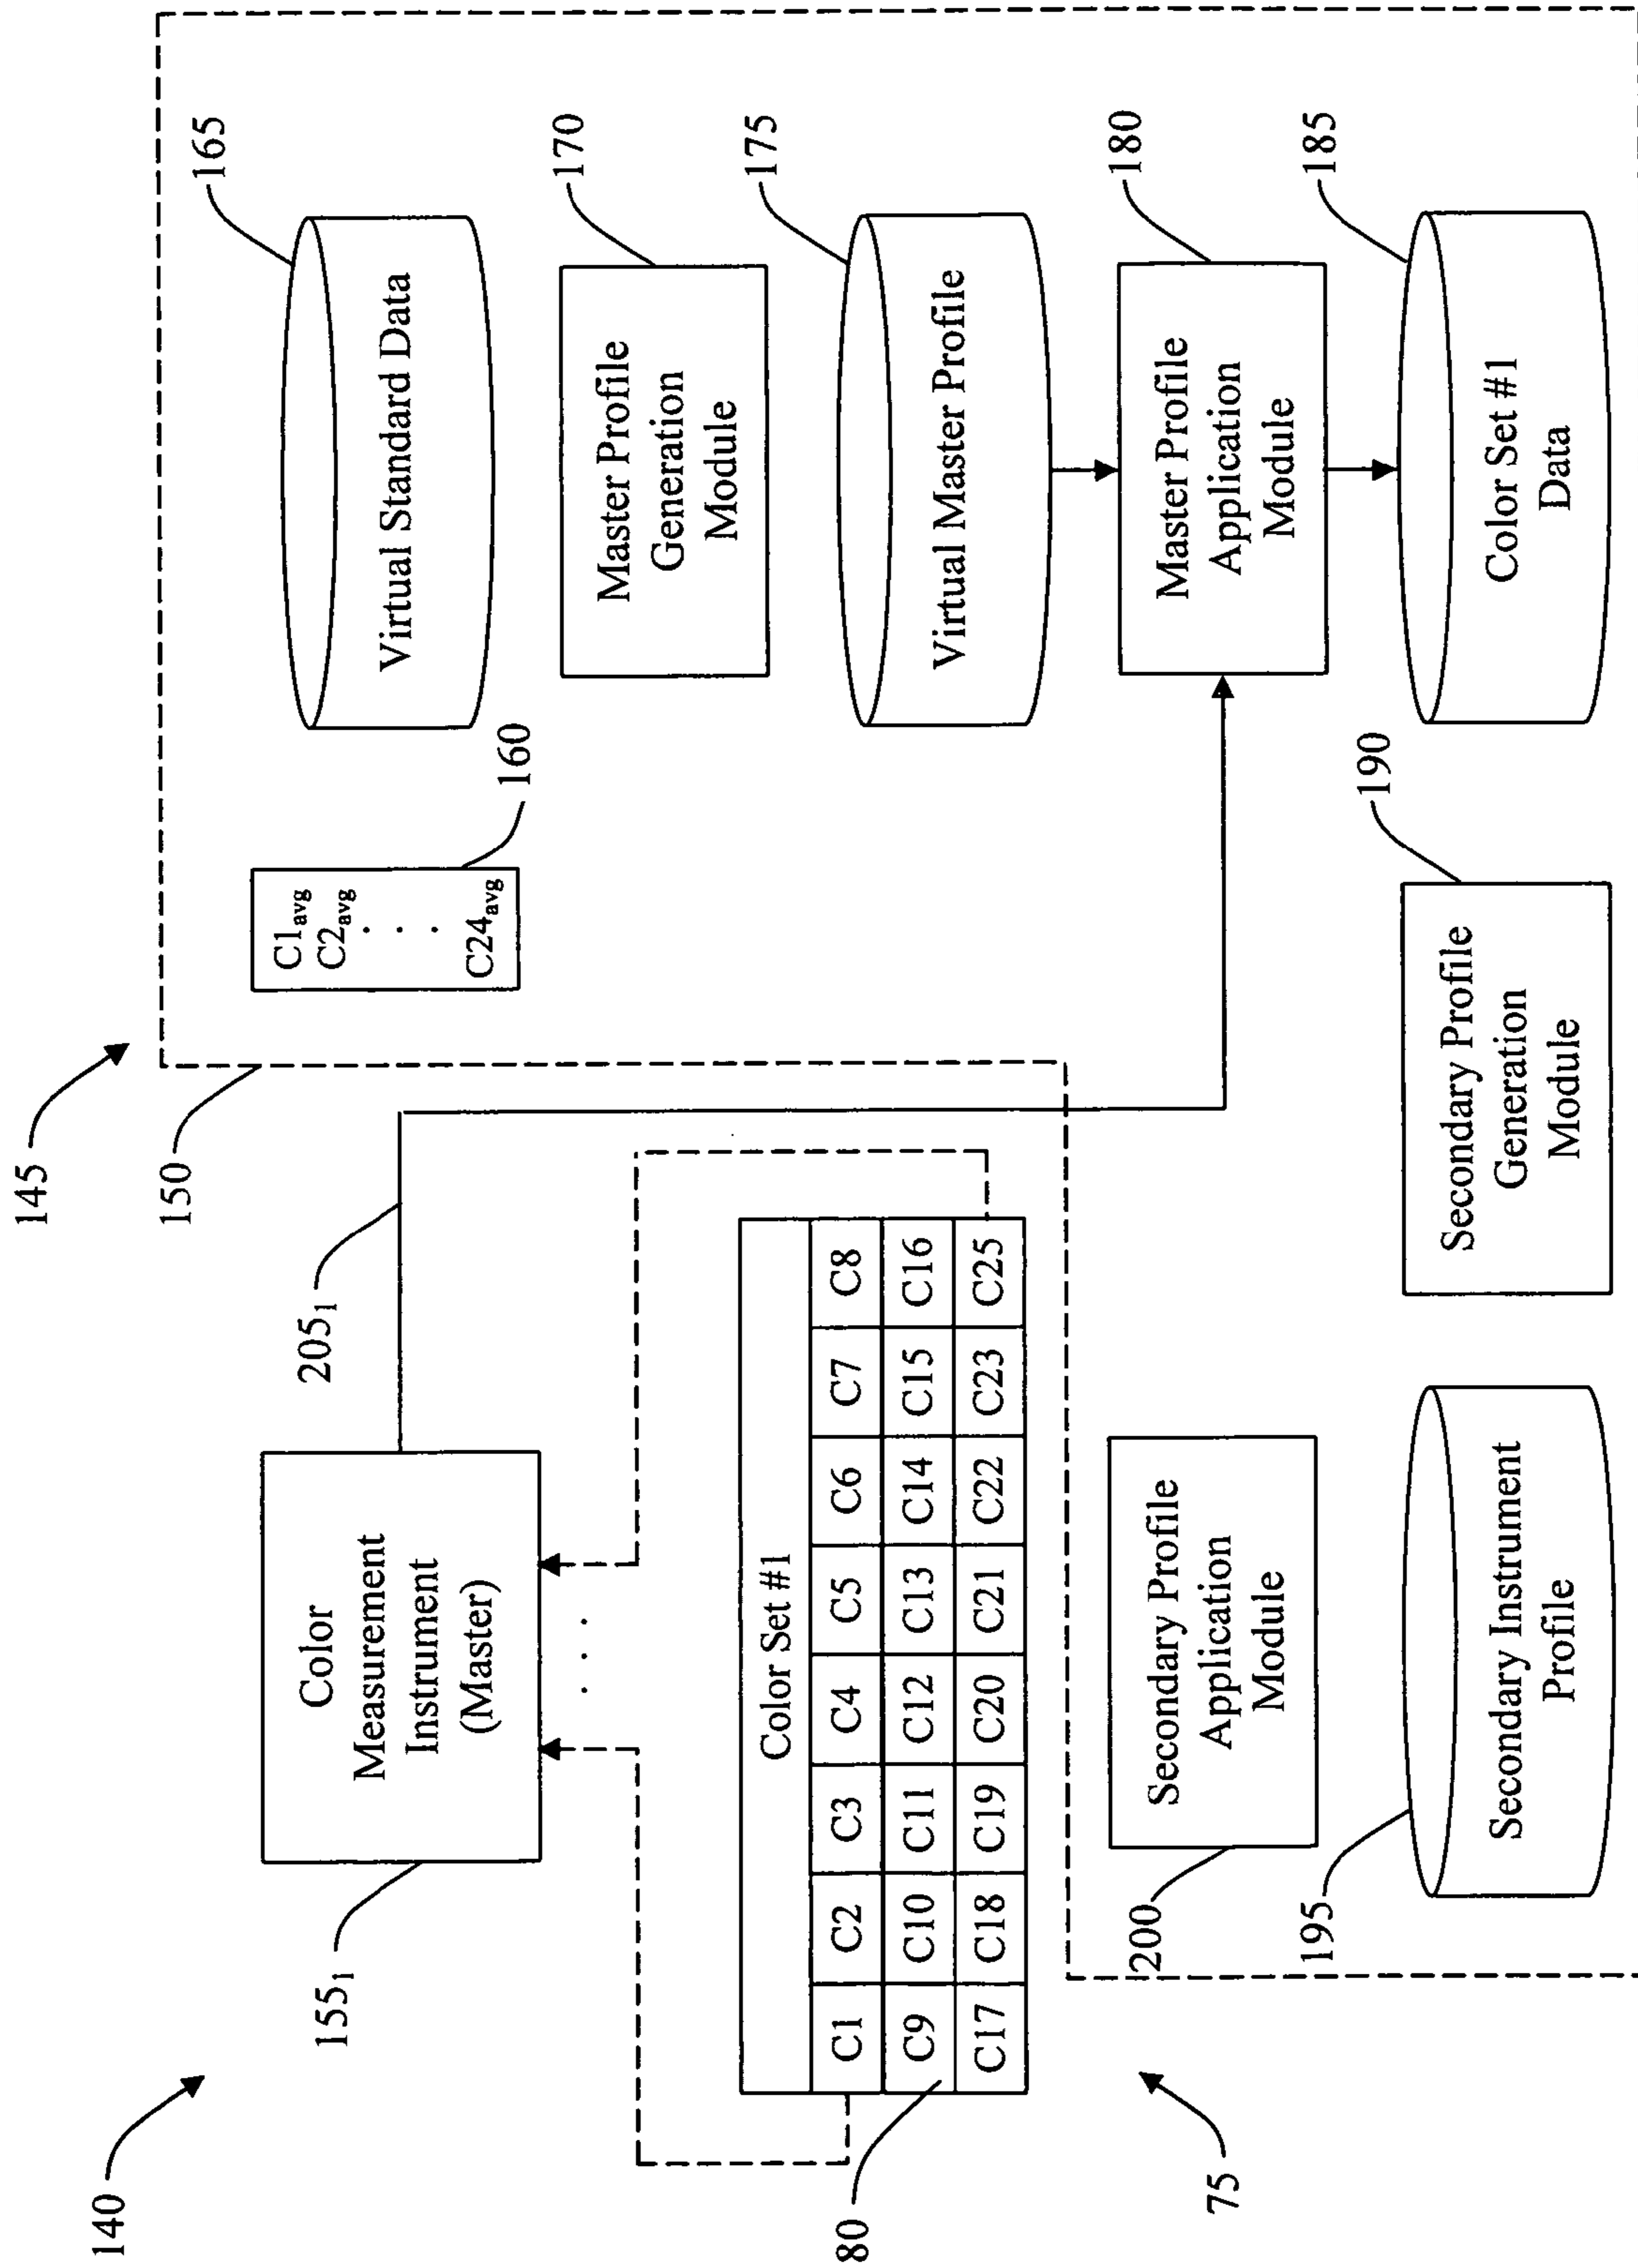 140
145
150
155₁
Color
Measurement
Instrument
(Master)
205₁
C1avg
C2avg
. . .
C24avg
160
Virtual Standard Data
165
Master Profile
Generation
Module
170
Virtual Master Profile
175
Master Profile
Application
Module
180
Color Set #1
Data
185
. . .
Color Set #1
C1 C2 C3 C4 C5 C6 C7 C8
C9 C10 C11 C12 C13 C14 C15 C16
C17 C18 C19 C20 C21 C22 C23 C25
80
75
Secondary Profile
Application
Module
200
Secondary Instrument
Profile
195
Secondary Profile
Generation
Module
190